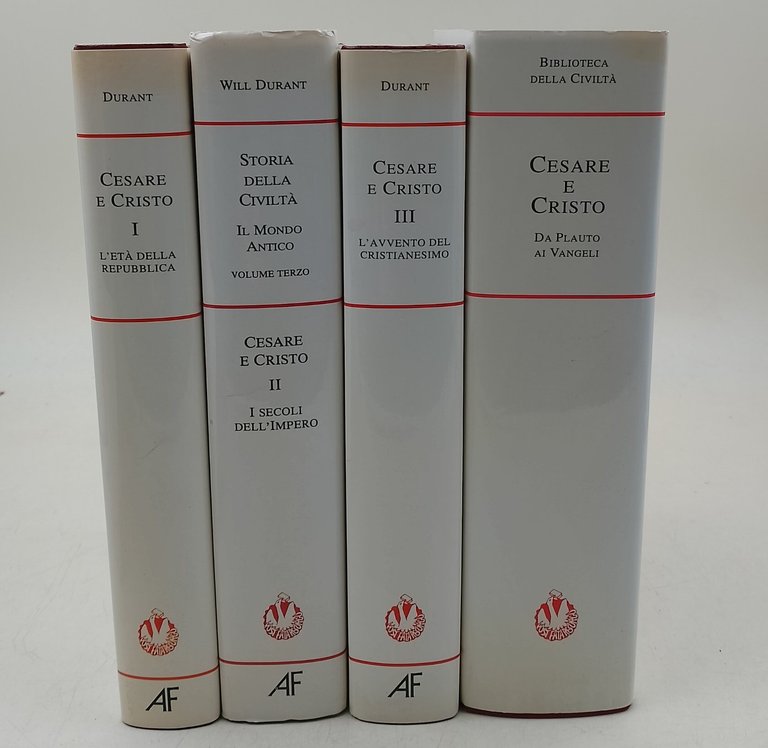 DURANT
CESARE
E CRISTO
I
L'ETÀ DELLA
REPUBBLICA
AF
WILL DURANT
STORIA
DELLA
CIVILTÀ
IL MONDO
ANTICO
VOLUME TERZO
CESARE
E CRISTO
II
I SECOLI
DELL'IMPERO
AF
DURANT
CESARE
E CRISTO
III
L'AVVENTO DEL
CRISTIANESIMO
AF
BIBLIOTECA
DELLA CIVILTÀ
CESARE
E
CRISTO
DA PLAUTO
AI VANGELI